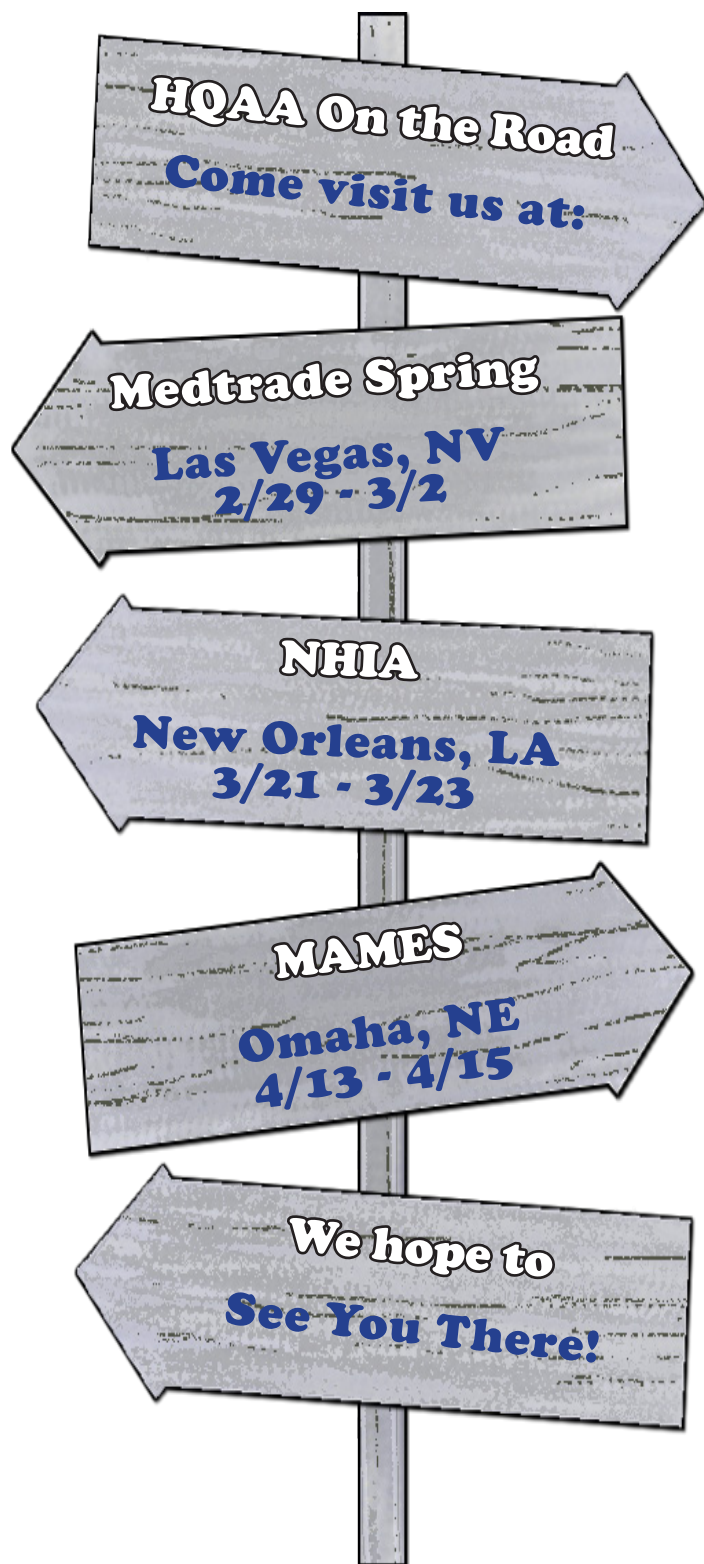 HQAA On the Road
Come visit us at:
Medtrade Spring
Las Vegas, NV
2/29 - 3/2
NHIA
New Orleans, LA
3/21 - 3/23
MAMES
Omaha, NE
4/13 - 4/15
We hope to
See You There!